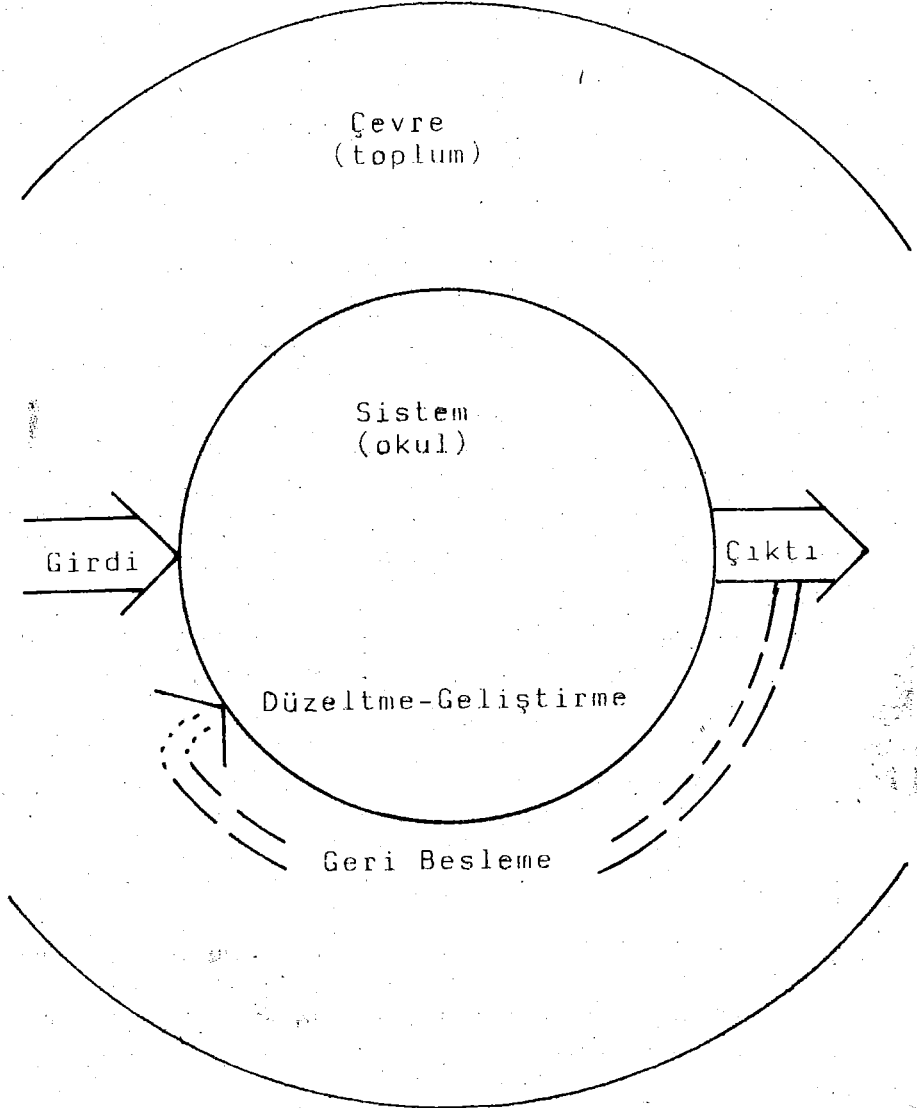 Çevre
(toplum)
Sistem
(okul)
Girdi
Çıktı
Düzeltme-Geliştirme
Geri Besleme